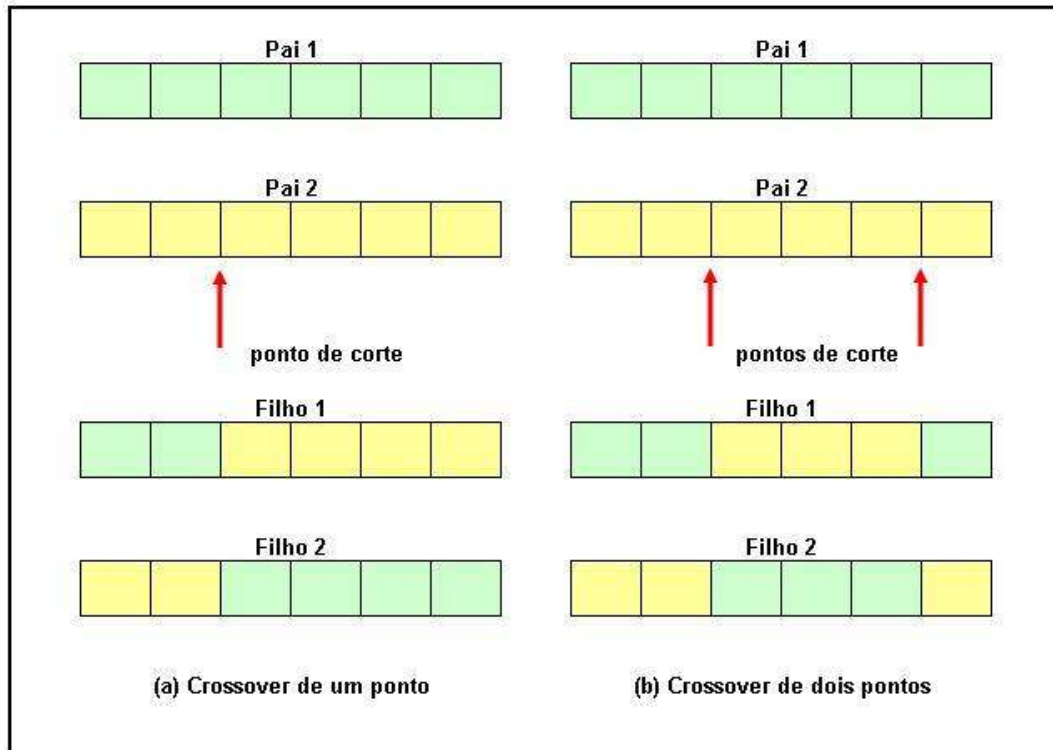 Pai 1
Pai 2
ponto de corte
Filho 1
Filho 2
(a) Crossover de um ponto
Pai 1
Pai 2
pontos de corte
Filho 1
Filho 2
(b) Crossover de dois pontos